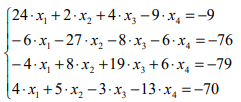 24·x₁+2·x₂+4·x₃−9·x₄=−9
−6·x₁−27·x₂−8·x₃−6·x₄=−76
−4·x₁+8·x₂+19·x₃+6·x₄=−79
4·x₁+5·x₂−3·x₃−13·x₄=−70